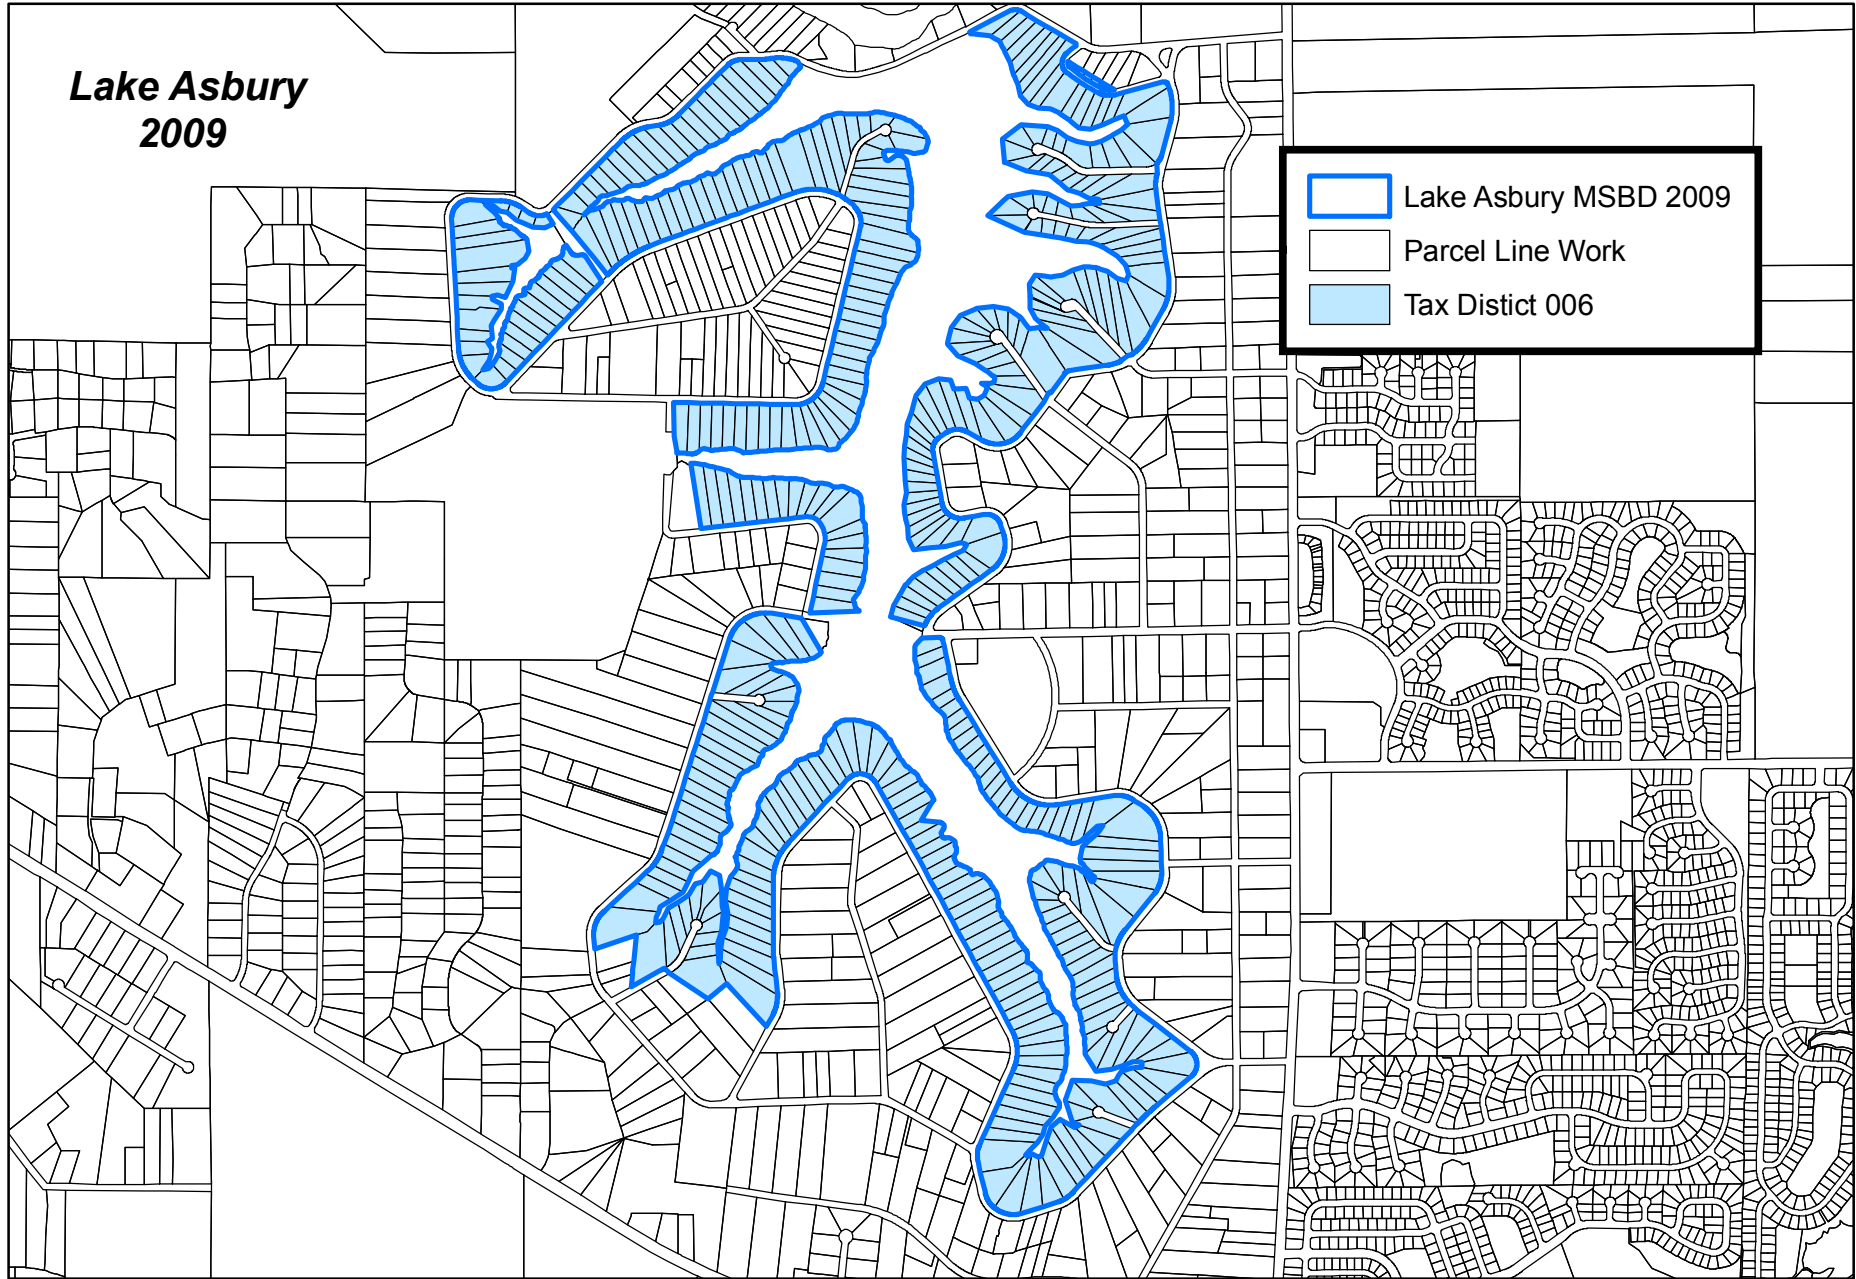 Lake Asbury
2009
Lake Asbury MSBD 2009
Parcel Line Work
Tax Distict 006